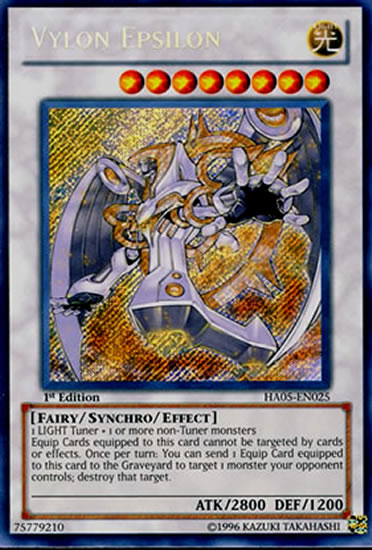 VYLON EPSILON
LIGHT
光
1st Edition
HA05-EN025
[FAIRY/SYNCHRO/EFFECT]
1 LIGHT Tuner + 1 or more non-Tuner monsters
Equip Cards equipped to this card cannot be targeted by cards
or effects. Once per turn: You can send 1 Equip Card equipped
to this card to the Graveyard to target 1 monster your opponent
controls; destroy that target.
ATK/2800 DEF/1200
75779210
©1996 KAZUKI TAKAHASHI